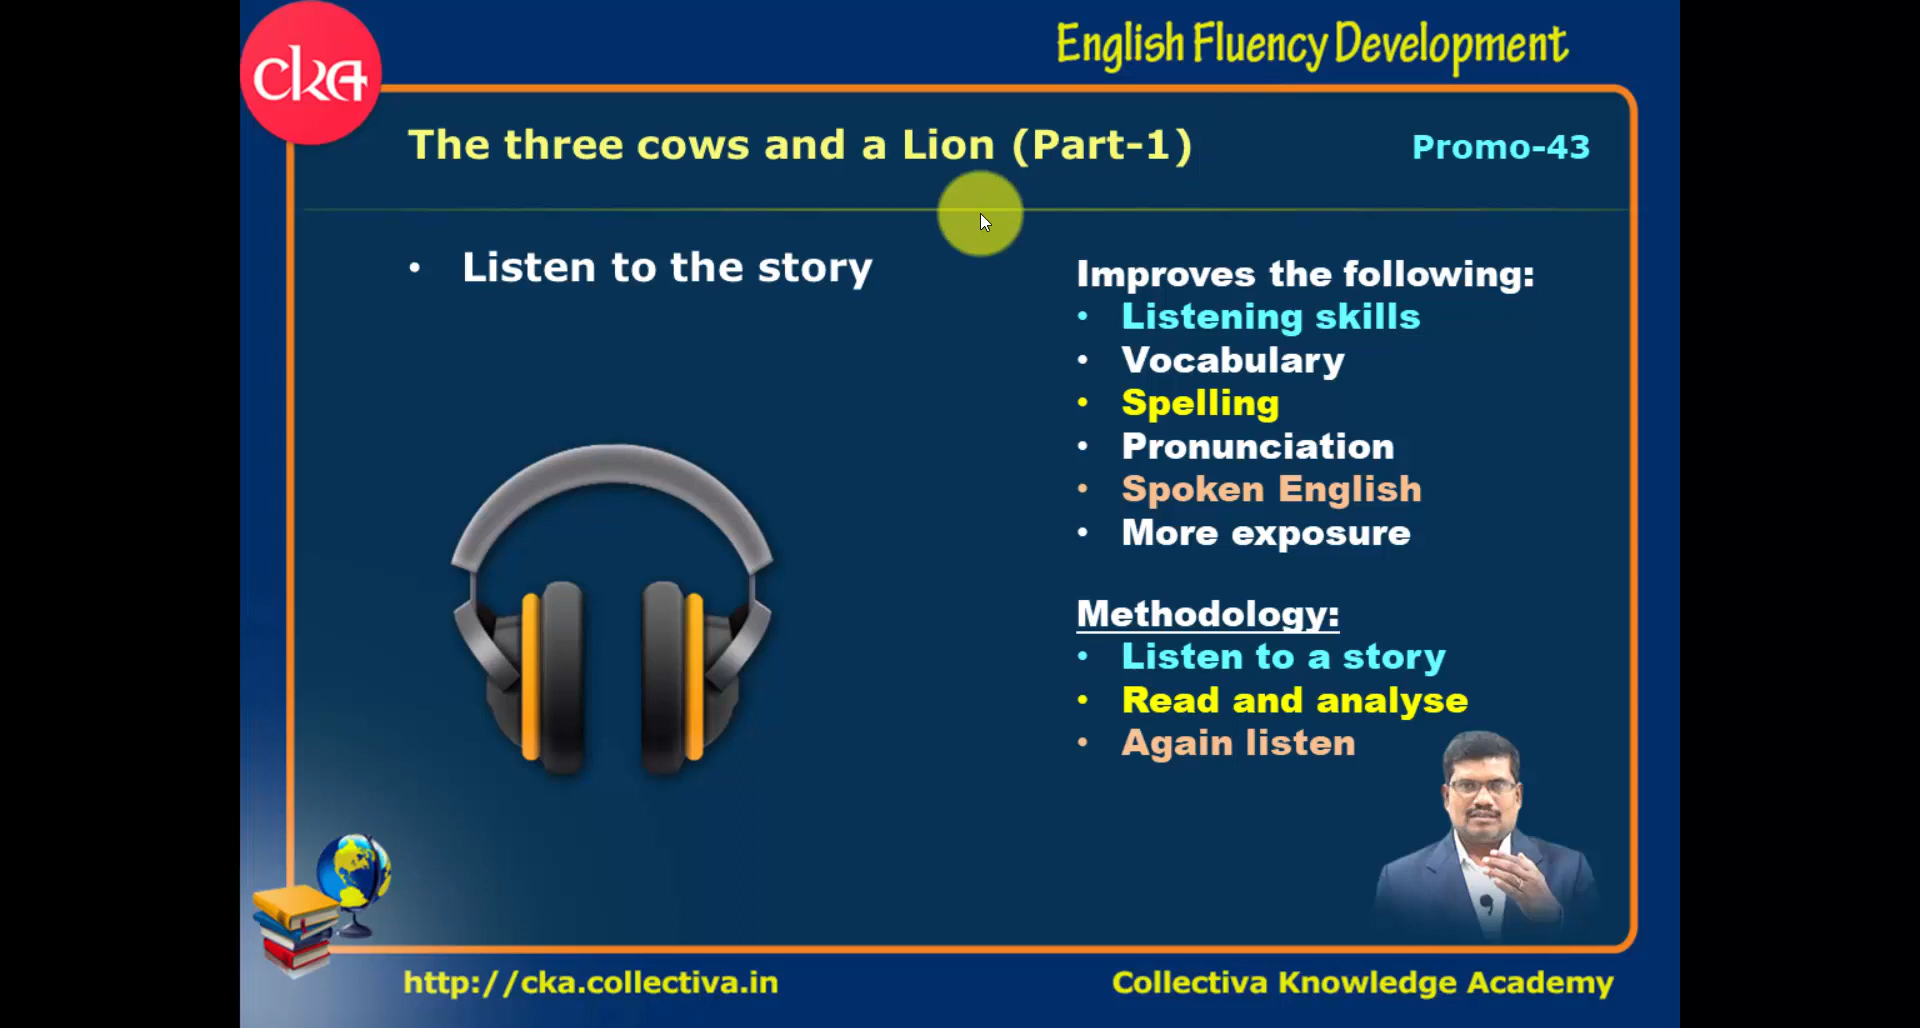 cka
English Fluency Development
The three cows and a Lion (Part-1)
Promo-43
• Listen to the story
Improves the following:
• Listening skills
• Vocabulary
• Spelling
• Pronunciation
• Spoken English
• More exposure
Methodology:
• Listen to a story
• Read and analyse
• Again listen
http://cka.collectiva.in
Collectiva Knowledge Academy